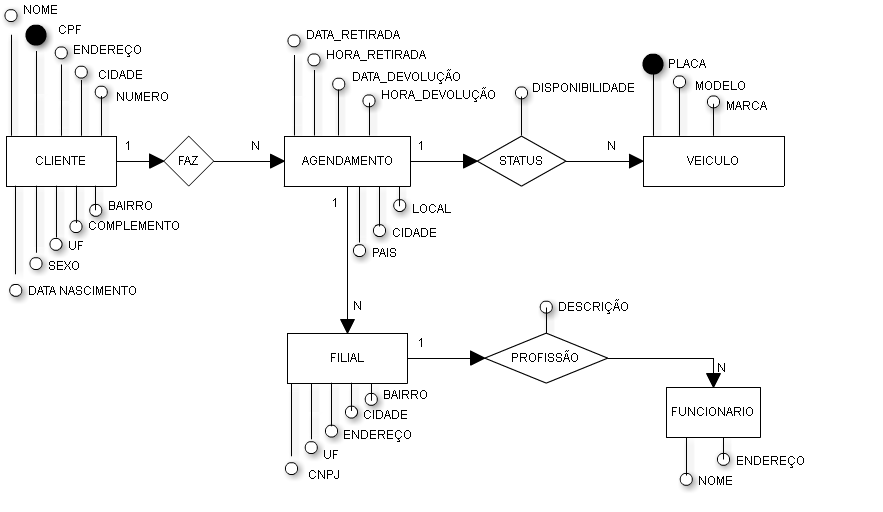 NOME
CPF
ENDEREÇO
CIDADE
NUMERO
CLIENTE
BAIRRO
COMPLEMENTO
UF
SEXO
DATA NASCIMENTO
1
FAZ
N
DATA_RETIRADA
HORA_RETIRADA
DATA_DEVOLUÇÃO
HORA_DEVOLUÇÃO
AGENDAMENTO
LOCAL
CIDADE
PAIS
1
DISPONIBILIDADE
STATUS
N
PLACA
MODELO
MARCA
VEICULO
1
N
FILIAL
BAIRRO
CIDADE
ENDEREÇO
UF
CNPJ
1
DESCRIÇÃO
PROFISSÃO
N
FUNCIONARIO
ENDEREÇO
NOME